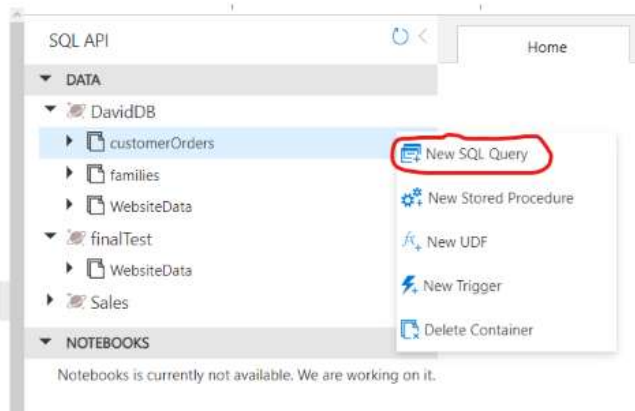 SQL API
Home
DATA
DavidDB
customerOrders
New SQL Query
families
New Stored Procedure
WebsiteData
New UDF
finalTest
WebsiteData
New Trigger
Sales
Delete Container
NOTEBOOKS
Notebooks is currently not available. We are working on it.